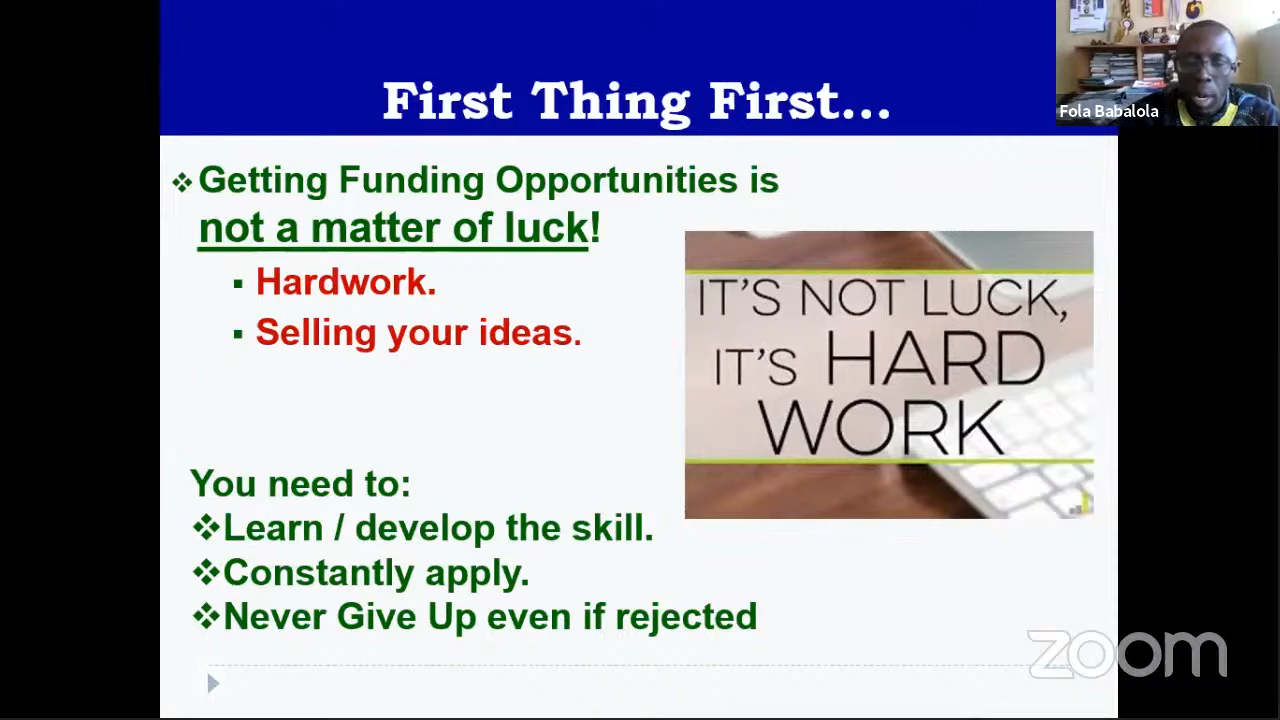 First Thing First...
Fola Babalola
❖Getting Funding Opportunities is
not a matter of luck!
▪ Hardwork.
▪ Selling your ideas.
IT'S NOT LUCK,
IT'S HARD
WORK
You need to:
❖Learn / develop the skill.
❖Constantly apply.
❖Never Give Up even if rejected
zoom